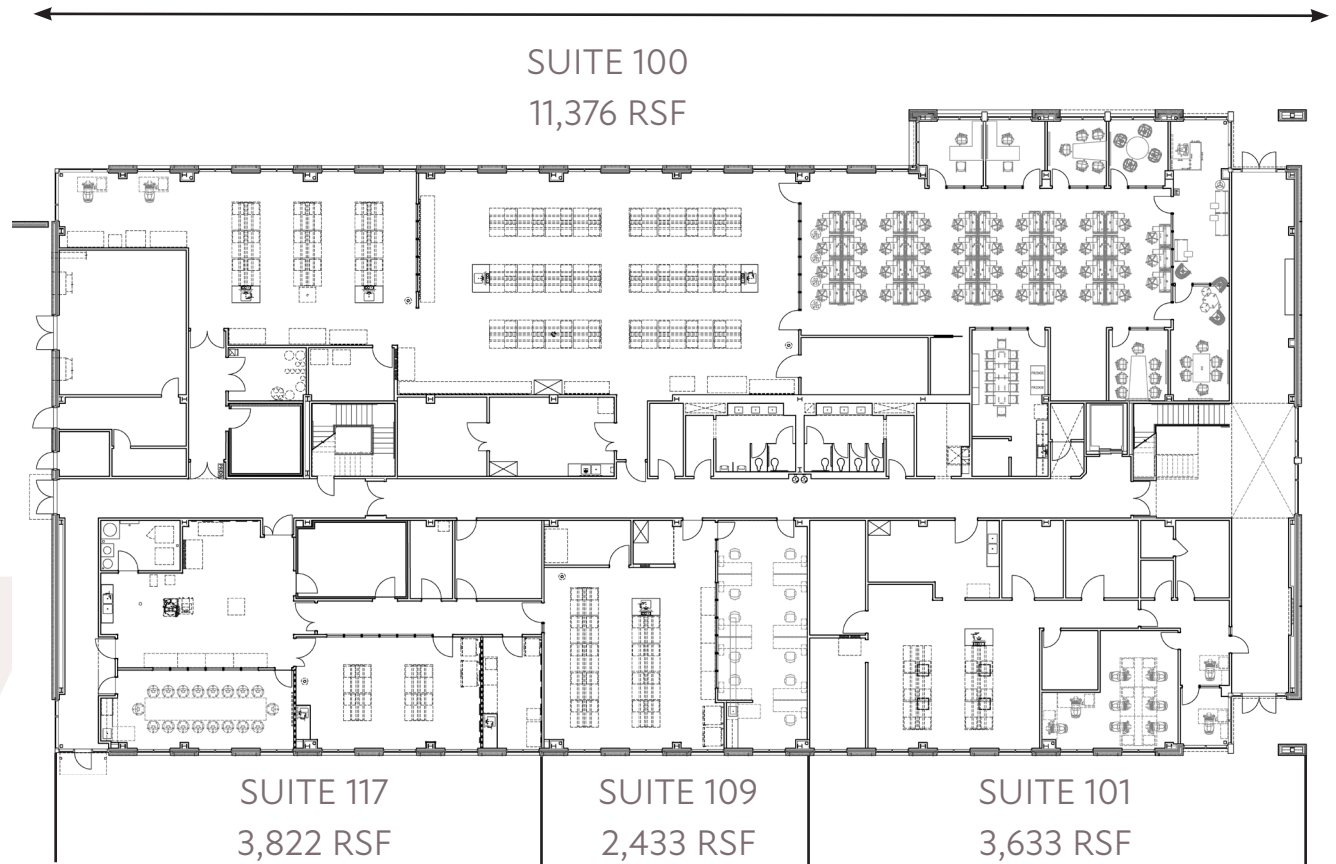 SUITE 100
11,376 RSF
SUITE 117
3,822 RSF
SUITE 109
2,433 RSF
SUITE 101
3,633 RSF